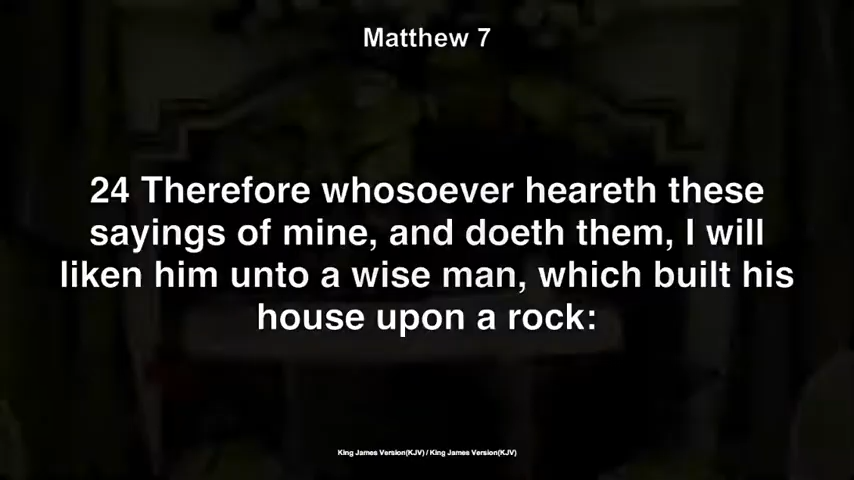 Matthew 7
24 Therefore whosoever heareth these
sayings of mine, and doeth them, I will
liken him unto a wise man, which built his
house upon a rock:
King James Version(KJV) / King James Version(KJV)